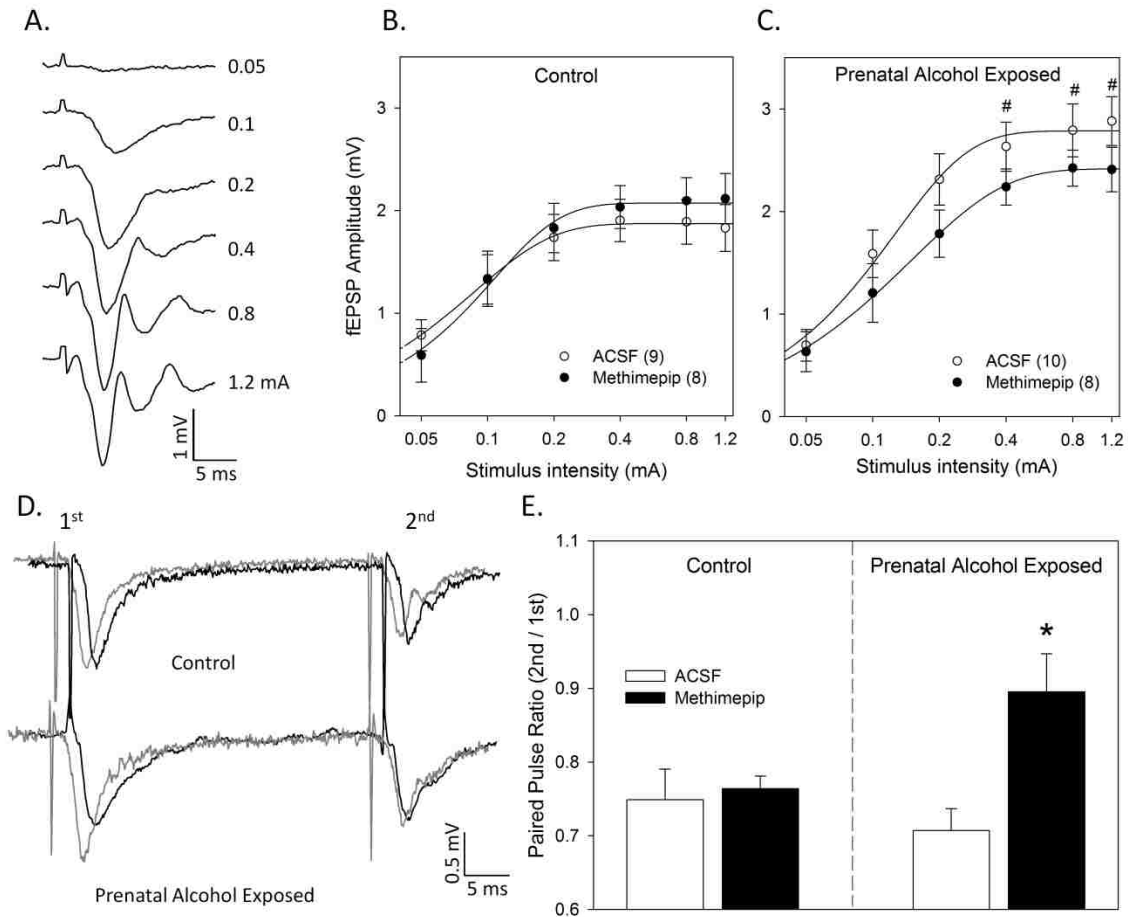 A.
0.05
0.1
0.2
0.4
0.8
1.2 mA
1 mV
5 ms
B.
Control
fEPSP Amplitude (mV)
3
2
1
0
ACSF (9)
Methimepip (8)
0.05 0.1 0.2 0.4 0.8 1.2
Stimulus intensity (mA)
C.
Prenatal Alcohol Exposed
# # #
3
2
1
0
ACSF (10)
Methimepip (8)
0.05 0.1 0.2 0.4 0.8 1.2
Stimulus intensity (mA)
D.
1st 2nd
Control
Prenatal Alcohol Exposed
0.5 mV
5 ms
E.
Paired Pulse Ratio (2nd / 1st)
1.1
1.0
0.9
0.8
0.7
0.6
Control Prenatal Alcohol Exposed
*
ACSF
Methimepip